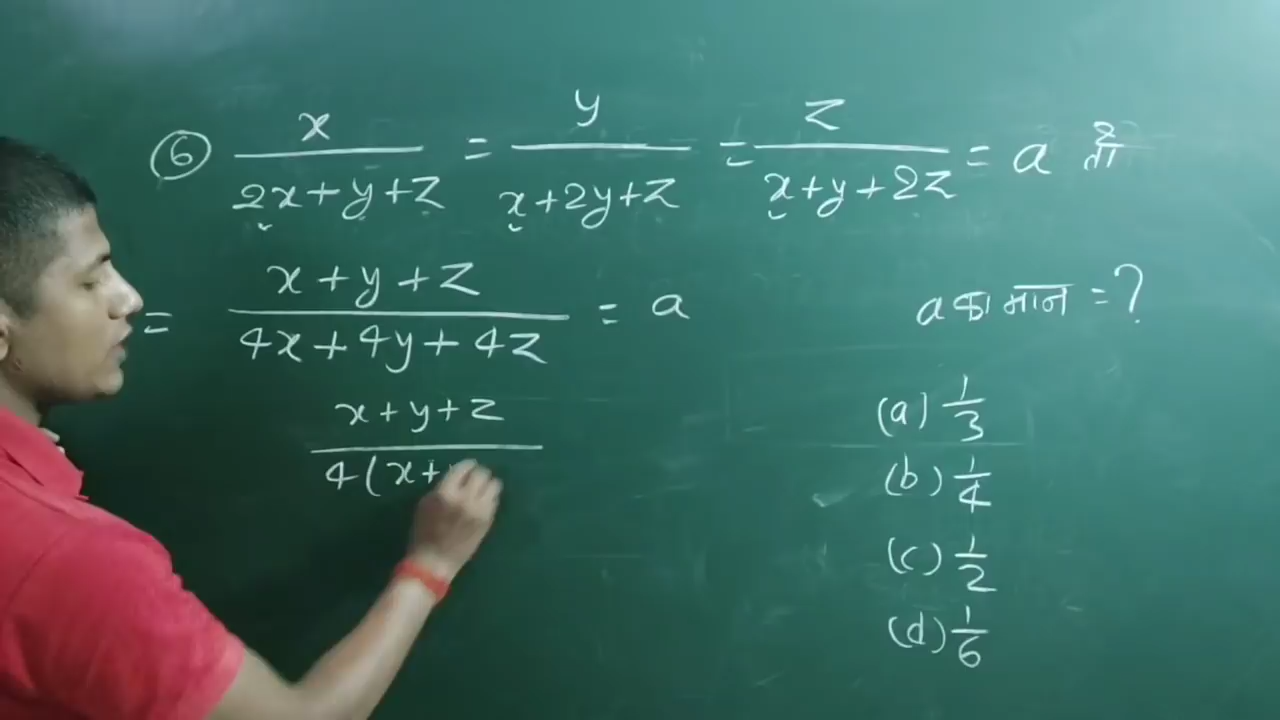 ⑥ x/(2x+y+z) = y/(x+2y+z) = z/(x+y+2z) = a तो
= (x+y+z)/(4x+4y+4z) = a
a का मान = ?
x+y+z
4(x+
(a) 1/3
(b) 1/4
(c) 1/2
(d) 1/6